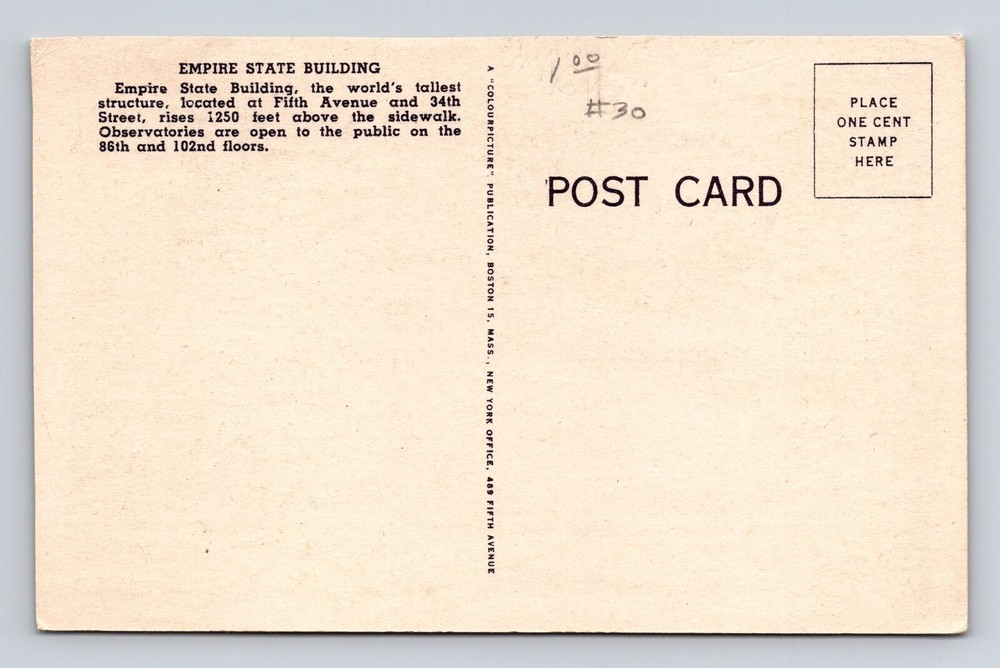 EMPIRE STATE BUILDING
Empire State Building, the world's tallest
structure, located at Fifth Avenue and 34th
Street, rises 1250 feet above the sidewalk.
Observatories are open to the public on the
86th and 102nd floors.
A "COLOURPICTURE" PUBLICATION, BOSTON 15, MASS., NEW YORK OFFICE, 489 FIFTH AVENUE
1 00
#30
POST CARD
PLACE
ONE CENT
STAMP
HERE